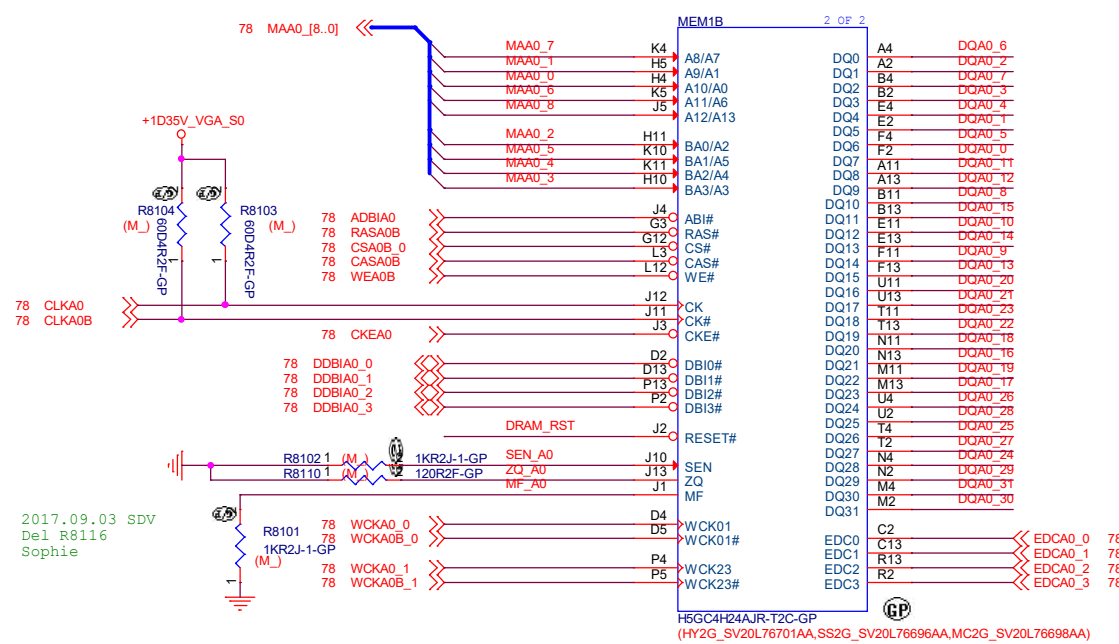 MEM1B 2 OF 2
78 MAA0_[8..0]
MAA0_7 K4 A8/A7 DQ0 A4 DQA0_6
MAA0_1 H5 A9/A1 DQ1 A2 DQA0_2
MAA0_0 H4 A10/A0 DQ2 B4 DQA0_7
MAA0_6 K5 A11/A6 DQ3 B2 DQA0_3
MAA0_8 J5 A12/A13 DQ4 E4 DQA0_4
DQ5 E2 DQA0_1
MAA0_2 H11 BA0/A2 DQ6 F4 DQA0_5
MAA0_5 K10 BA1/A5 DQ7 F2 DQA0_0
MAA0_4 K11 BA2/A4 DQ8 A11 DQA0_11
MAA0_3 H10 BA3/A3 DQ9 A13 DQA0_12
DQ10 B11 DQA0_8
78 ADBIA0 J4 ABI# DQ11 B13 DQA0_15
78 RASA0B G3 RAS# DQ12 E11 DQA0_10
78 CSA0B_0 G12 CS# DQ13 E13 DQA0_14
78 CASA0B L3 CAS# DQ14 F11 DQA0_9
78 WEA0B L12 WE# DQ15 F13 DQA0_13
DQ16 U11 DQA0_20
78 CLKA0 J12 CK DQ17 U13 DQA0_21
78 CLKA0B J11 CK# DQ18 T11 DQA0_23
78 CKEA0 J3 CKE# DQ19 T13 DQA0_22
DQ20 N11 DQA0_18
78 DDBIA0_0 D2 DBI0# DQ21 N13 DQA0_16
78 DDBIA0_1 D13 DBI1# DQ22 M11 DQA0_19
78 DDBIA0_2 P13 DBI2# DQ23 M13 DQA0_17
78 DDBIA0_3 P2 DBI3# DQ24 U4 DQA0_26
DQ25 U2 DQA0_28
DRAM_RST J2 RESET# DQ26 T4 DQA0_25
DQ27 T2 DQA0_27
R8102 1 (M_) 1KR2J-1-GP SEN_A0 J10 SEN DQ28 N4 DQA0_24
R8110 1 (M_) 120R2F-GP ZQ_A0 J13 ZQ DQ29 N2 DQA0_29
MF_A0 J1 MF DQ30 M4 DQA0_31
DQ31 M2 DQA0_30
78 WCKA0_0 D4 WCK01 EDC0 C2 EDCA0_0 78
78 WCKA0B_0 D5 WCK01# EDC1 C13 EDCA0_1 78
78 WCKA0_1 P4 WCK23 EDC2 R13 EDCA0_2 78
78 WCKA0B_1 P5 WCK23# EDC3 R2 EDCA0_3 78
+1D35V_VGA_S0
R8104
(M_)
60D4R2F-GP
1
R8103
(M_)
60D4R2F-GP
1
R8101
1KR2J-1-GP
(M_)
1
2017.09.03 SDV
Del R8116
Sophie
GP
H5GC4H24AJR-T2C-GP
(HY2G_SV20L76701AA,SS2G_SV20L76696AA,MC2G_SV20L76698AA)